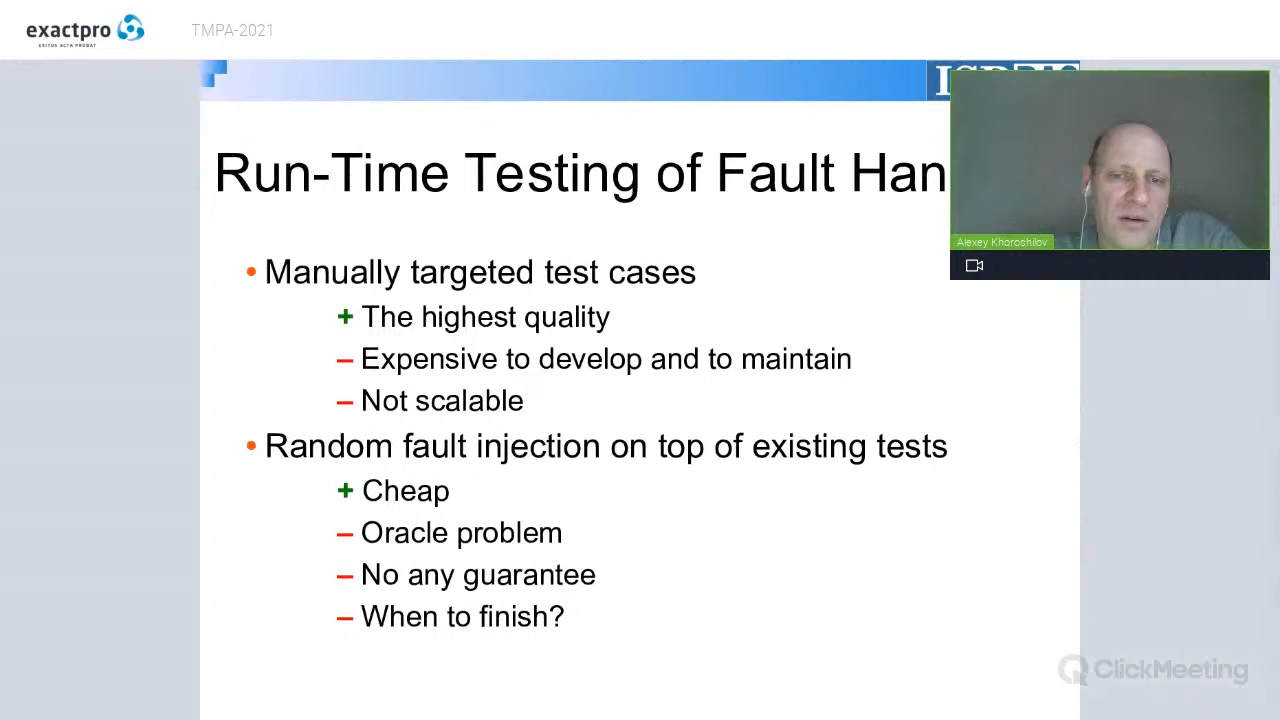 exactpro
EXITUS ACTA PROBAT
TMPA-2021
Run-Time Testing of Fault Han
Alexey Khoroshilov
• Manually targeted test cases
+ The highest quality
– Expensive to develop and to maintain
– Not scalable
• Random fault injection on top of existing tests
+ Cheap
– Oracle problem
– No any guarantee
– When to finish?
ClickMeeting